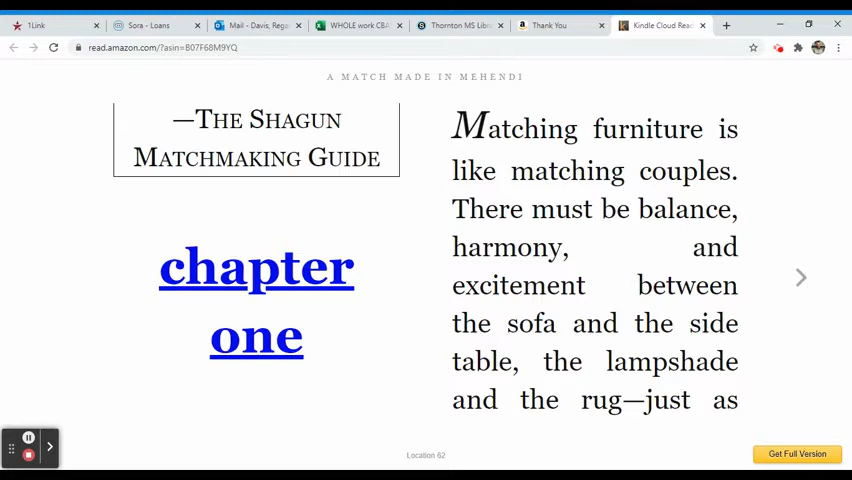 1Link
Sora - Loans
Mail - Davis, Rega
WHOLE work CBA
Thornton MS Libr
Thank You
Kindle Cloud Read
read.amazon.com/?asin=B07F68M9YQ
A MATCH MADE IN MEHENDI
—THE SHAGUN
MATCHMAKING GUIDE
chapter
one
Matching furniture is
like matching couples.
There must be balance,
harmony, and
excitement between
the sofa and the side
table, the lampshade
and the rug—just as
Location 62
Get Full Version